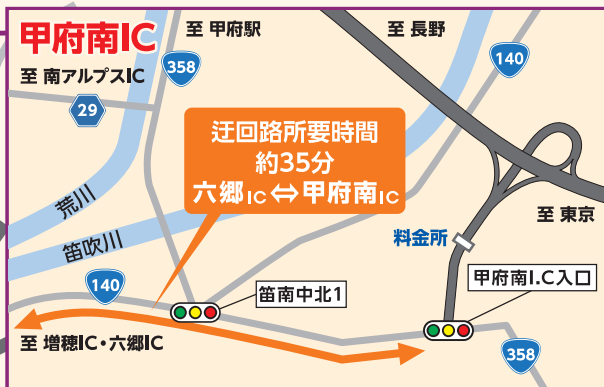 甲府南IC
至 甲府駅
至 長野
至 南アルプスIC
358
140
29
迂回路所要時間
約35分
六郷IC⇔甲府南IC
荒川
笛吹川
至 東京
料金所
甲府南I.C入口
笛南中北1
140
至 増穂IC・六郷IC
358